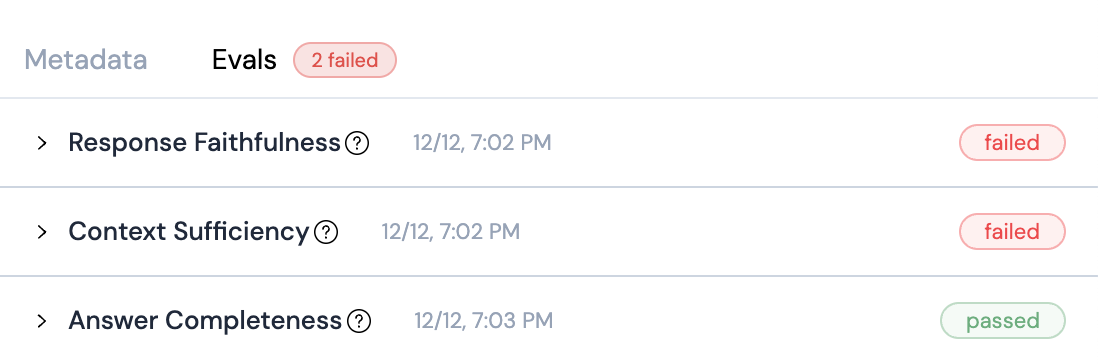 Metadata Evals 2 failed
Response Faithfulness ? 12/12, 7:02 PM failed
Context Sufficiency ? 12/12, 7:02 PM failed
Answer Completeness ? 12/12, 7:03 PM passed